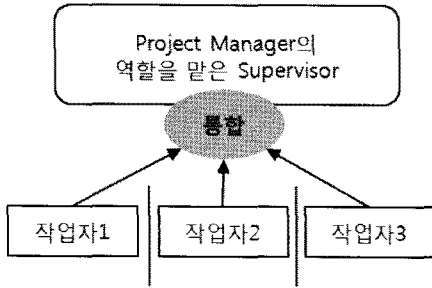 Project Manager의
역할을 맡은 Supervisor
통합
작업자1
작업자2
작업자3